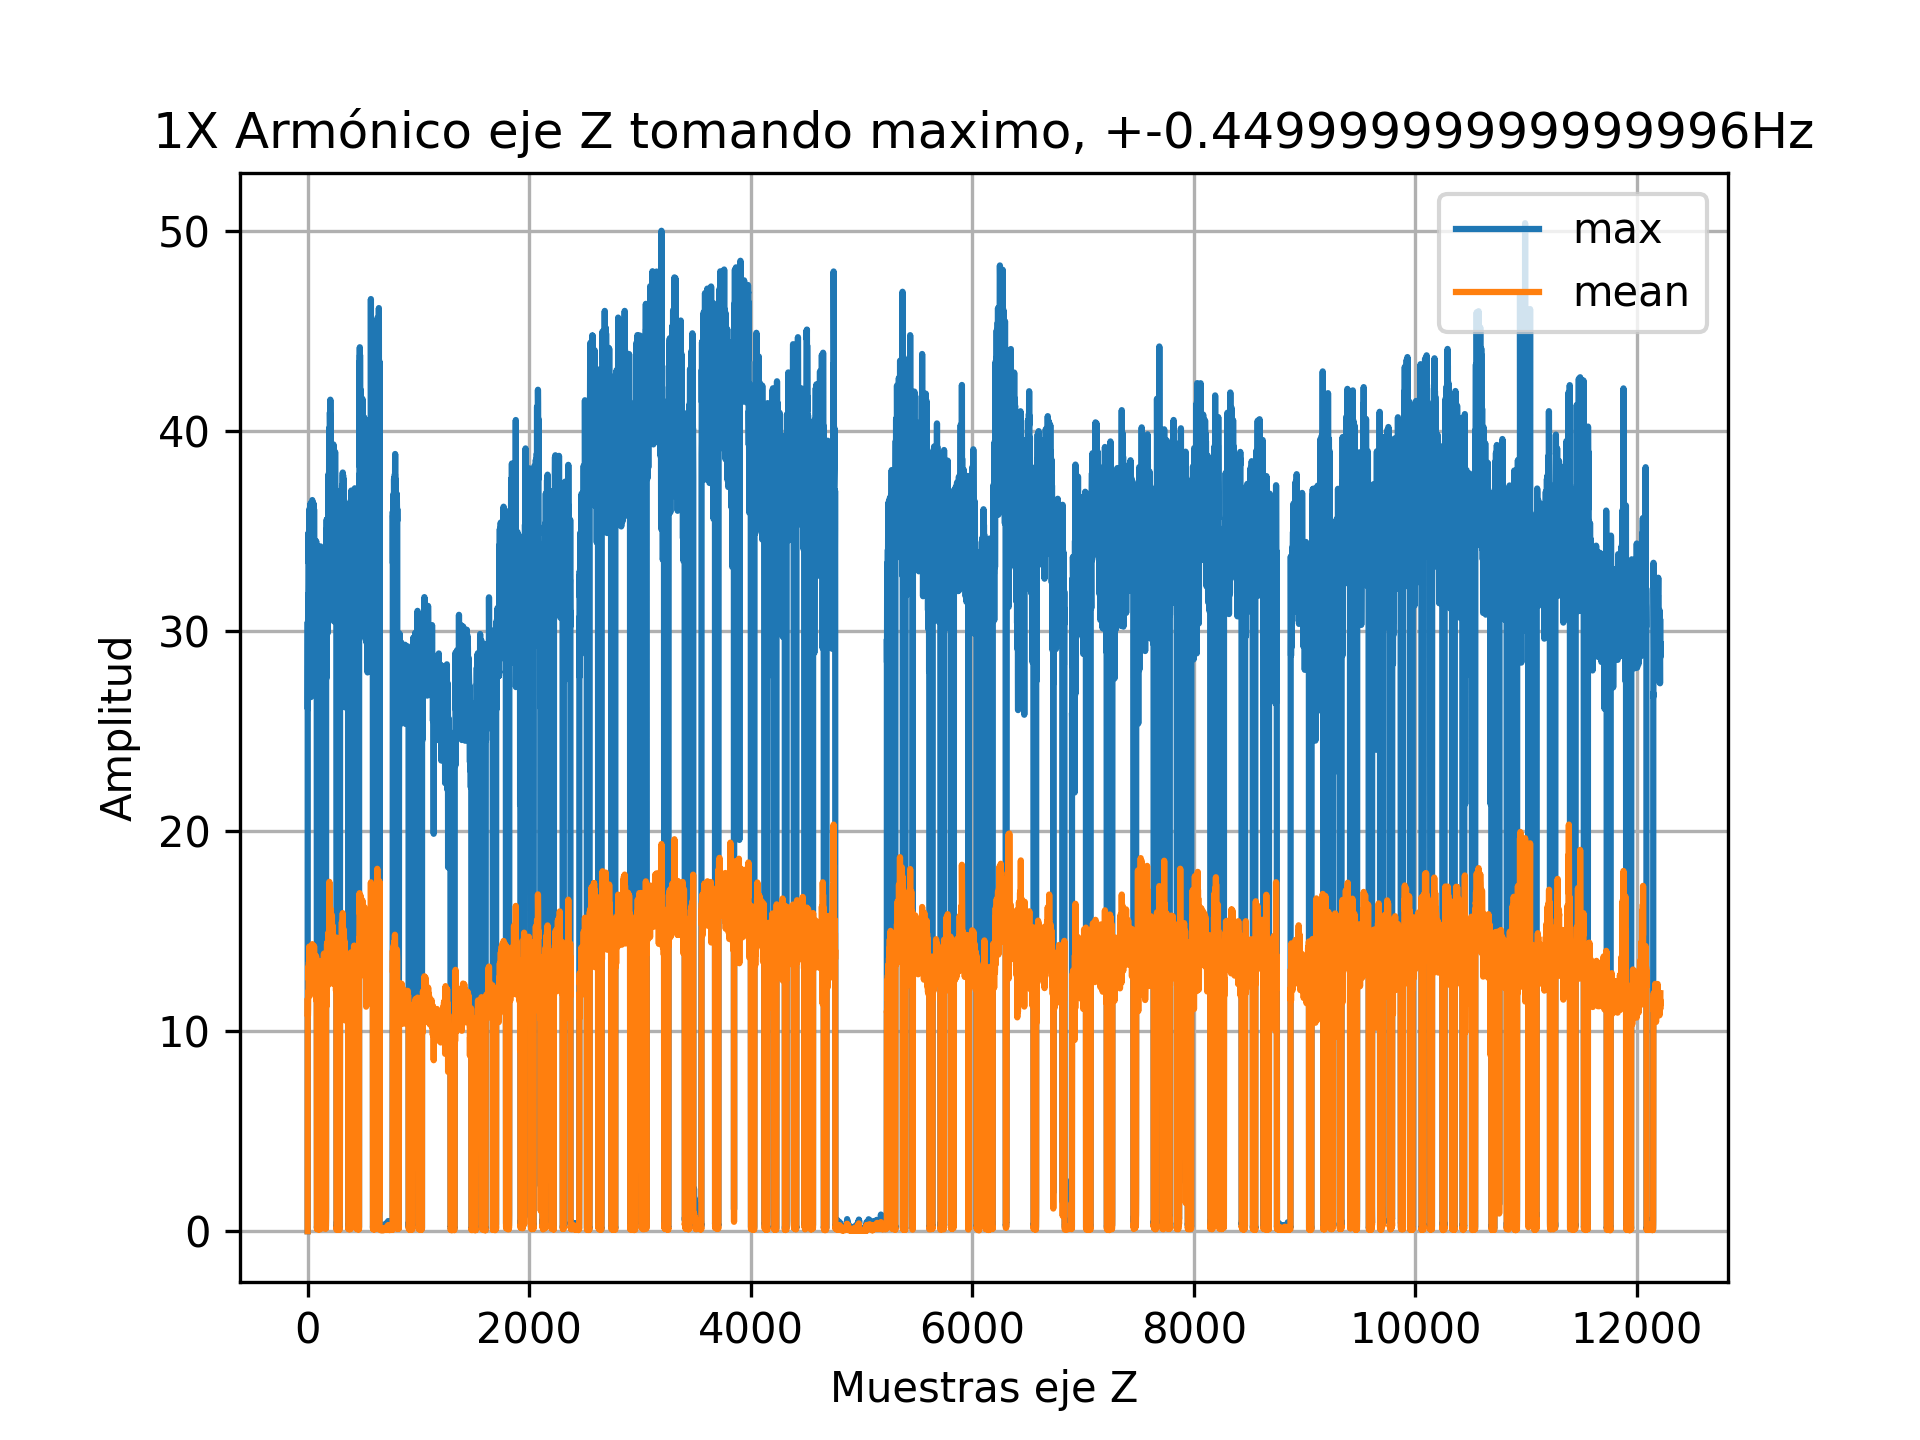 1X Armónico eje Z tomando maximo, +-0.44999999999999996Hz
max
mean
50
40
30
20
10
0
Amplitud
0 2000 4000 6000 8000 10000 12000
Muestras eje Z